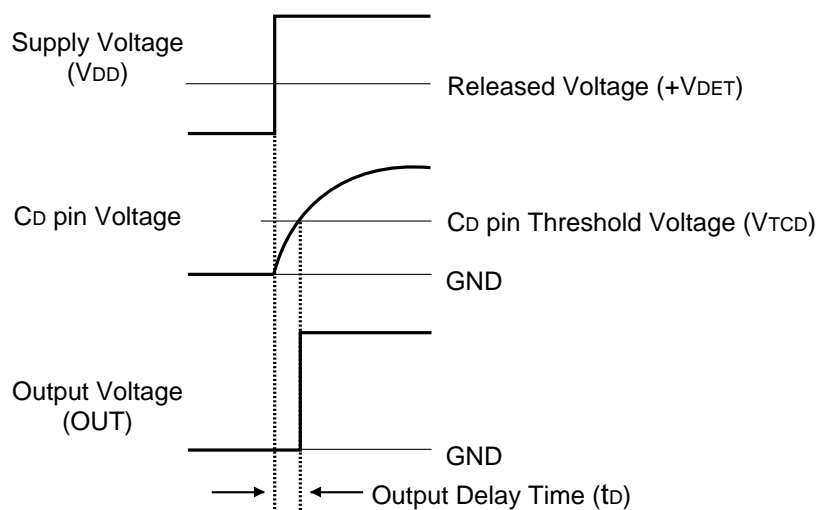 Supply Voltage
(VDD)
Released Voltage (+VDET)
CD pin Voltage
CD pin Threshold Voltage (VTCD)
GND
Output Voltage
(OUT)
GND
Output Delay Time (tD)